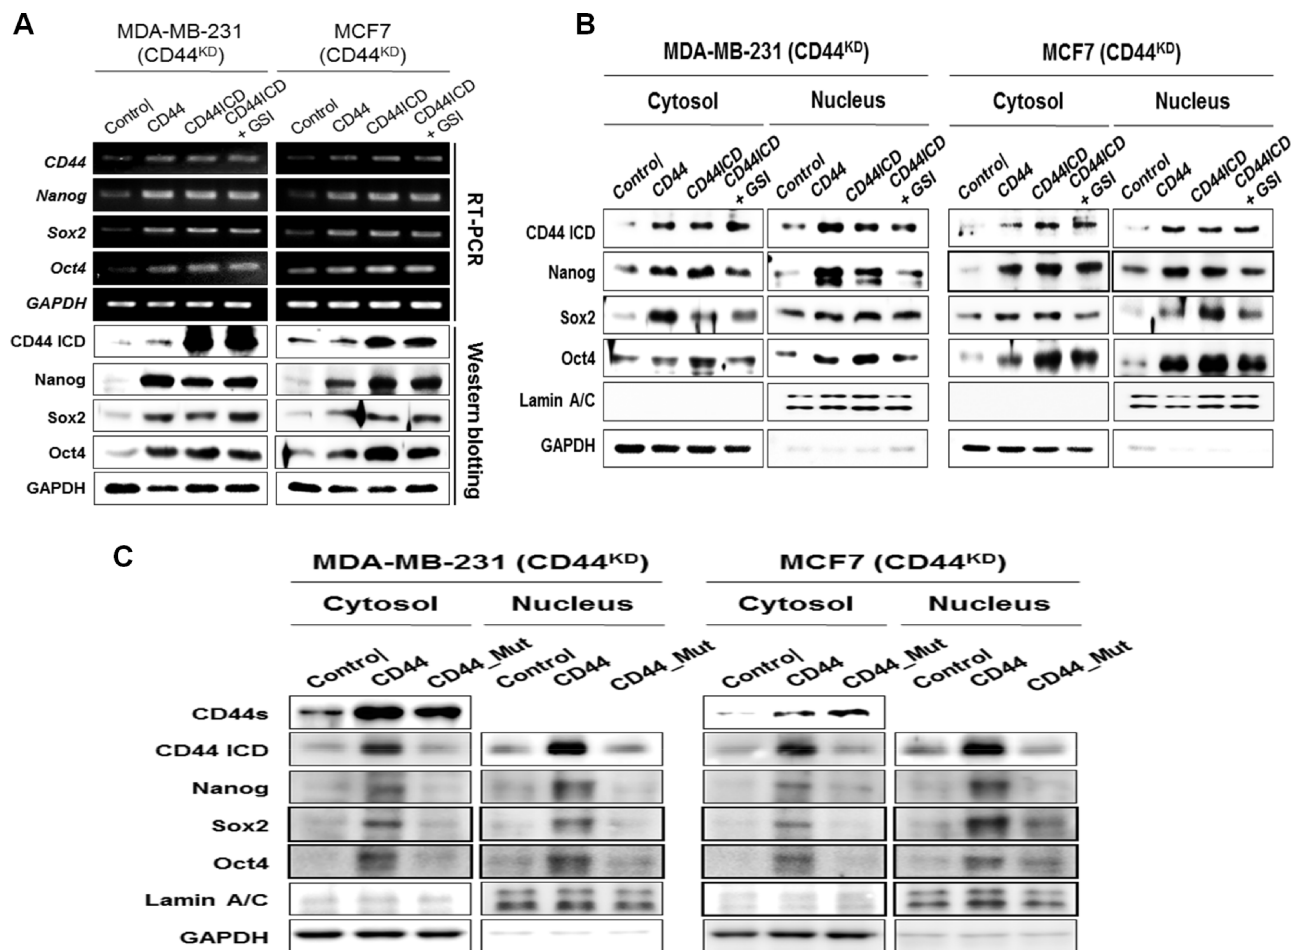 A
MDA-MB-231
(CD44KD)
MCF7
(CD44KD)
Control
CD44
CD44ICD
CD44ICD
+ GSI
Control
CD44
CD44ICD
CD44ICD
+ GSI
CD44
Nanog
Sox2
Oct4
GAPDH
RT-PCR
CD44 ICD
Nanog
Sox2
Oct4
GAPDH
Western blotting
B
MDA-MB-231 (CD44KD)
MCF7 (CD44KD)
Cytosol
Nucleus
Cytosol
Nucleus
Control
CD44
CD44ICD
CD44ICD
+ GSI
Control
CD44
CD44ICD
CD44ICD
+ GSI
Control
CD44
CD44ICD
CD44ICD
+ GSI
Control
CD44
CD44ICD
CD44ICD
+ GSI
CD44 ICD
Nanog
Sox2
Oct4
Lamin A/C
GAPDH
C
MDA-MB-231 (CD44KD)
MCF7 (CD44KD)
Cytosol
Nucleus
Cytosol
Nucleus
Control
CD44
CD44_Mut
Control
CD44
CD44_Mut
Control
CD44
CD44_Mut
Control
CD44
CD44_Mut
CD44s
CD44 ICD
Nanog
Sox2
Oct4
Lamin A/C
GAPDH